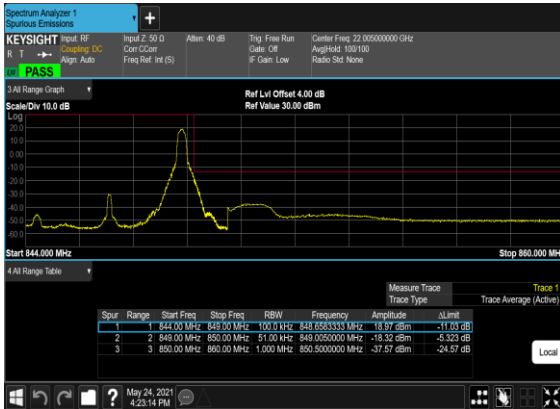 Spectrum Analyzer 1
Spurious Emissions
+
KEYSIGHT Input: RF Input Z: 50 Ω Atten: 40 dB Trig: Free Run Center Freq: 22.005000000 GHz
R T Coupling: DC Corr CCorr Gate: Off Avg|Hold: 100/100
Align: Auto Freq Ref: Int (S) IF Gain: Low Radio Std: None
PASS
3 All Range Graph
Ref Lvl Offset 4.00 dB
Scale/Div 10.0 dB Ref Value 30.00 dBm
Log
20.0
10.0
0.00
-10.0
-20.0
-30.0
-40.0
-50.0
-60.0
Start 844.000 MHz Stop 860.000 MH
4 All Range Table
Measure Trace Trace 1
Trace Type Trace Average (Active)
Spur Range Start Freq Stop Freq RBW Frequency Amplitude ΔLimit
1 1 844.00 MHz 849.00 MHz 100.0 kHz 848.6583333 MHz 18.97 dBm -11.03 dB
2 2 849.00 MHz 850.00 MHz 51.00 kHz 849.0050000 MHz -18.32 dBm -5.323 dB
3 3 850.00 MHz 860.00 MHz 1.000 MHz 850.5000000 MHz -37.57 dBm -24.57 dB
Local
? May 24, 2021
4:23:14 PM